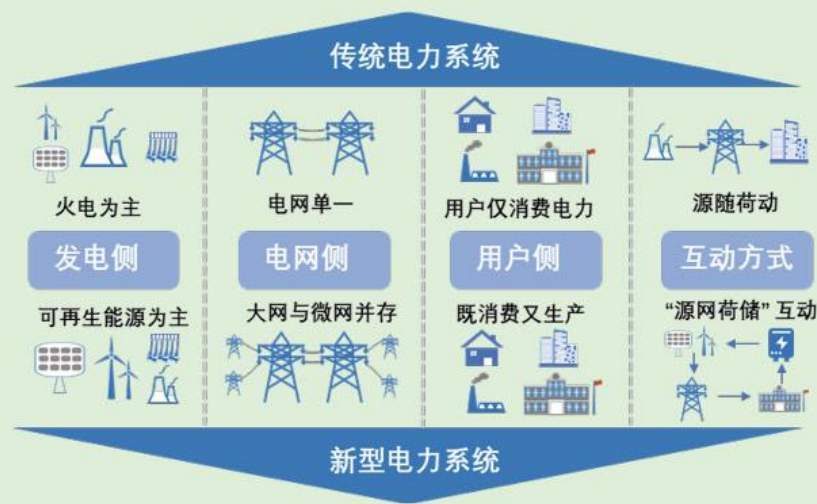 传统电力系统
火电为主
电网单一
用户仅消费电力
源随荷动
发电侧
电网侧
用户侧
互动方式
可再生能源为主
大网与微网并存
既消费又生产
“源网荷储”互动
新型电力系统